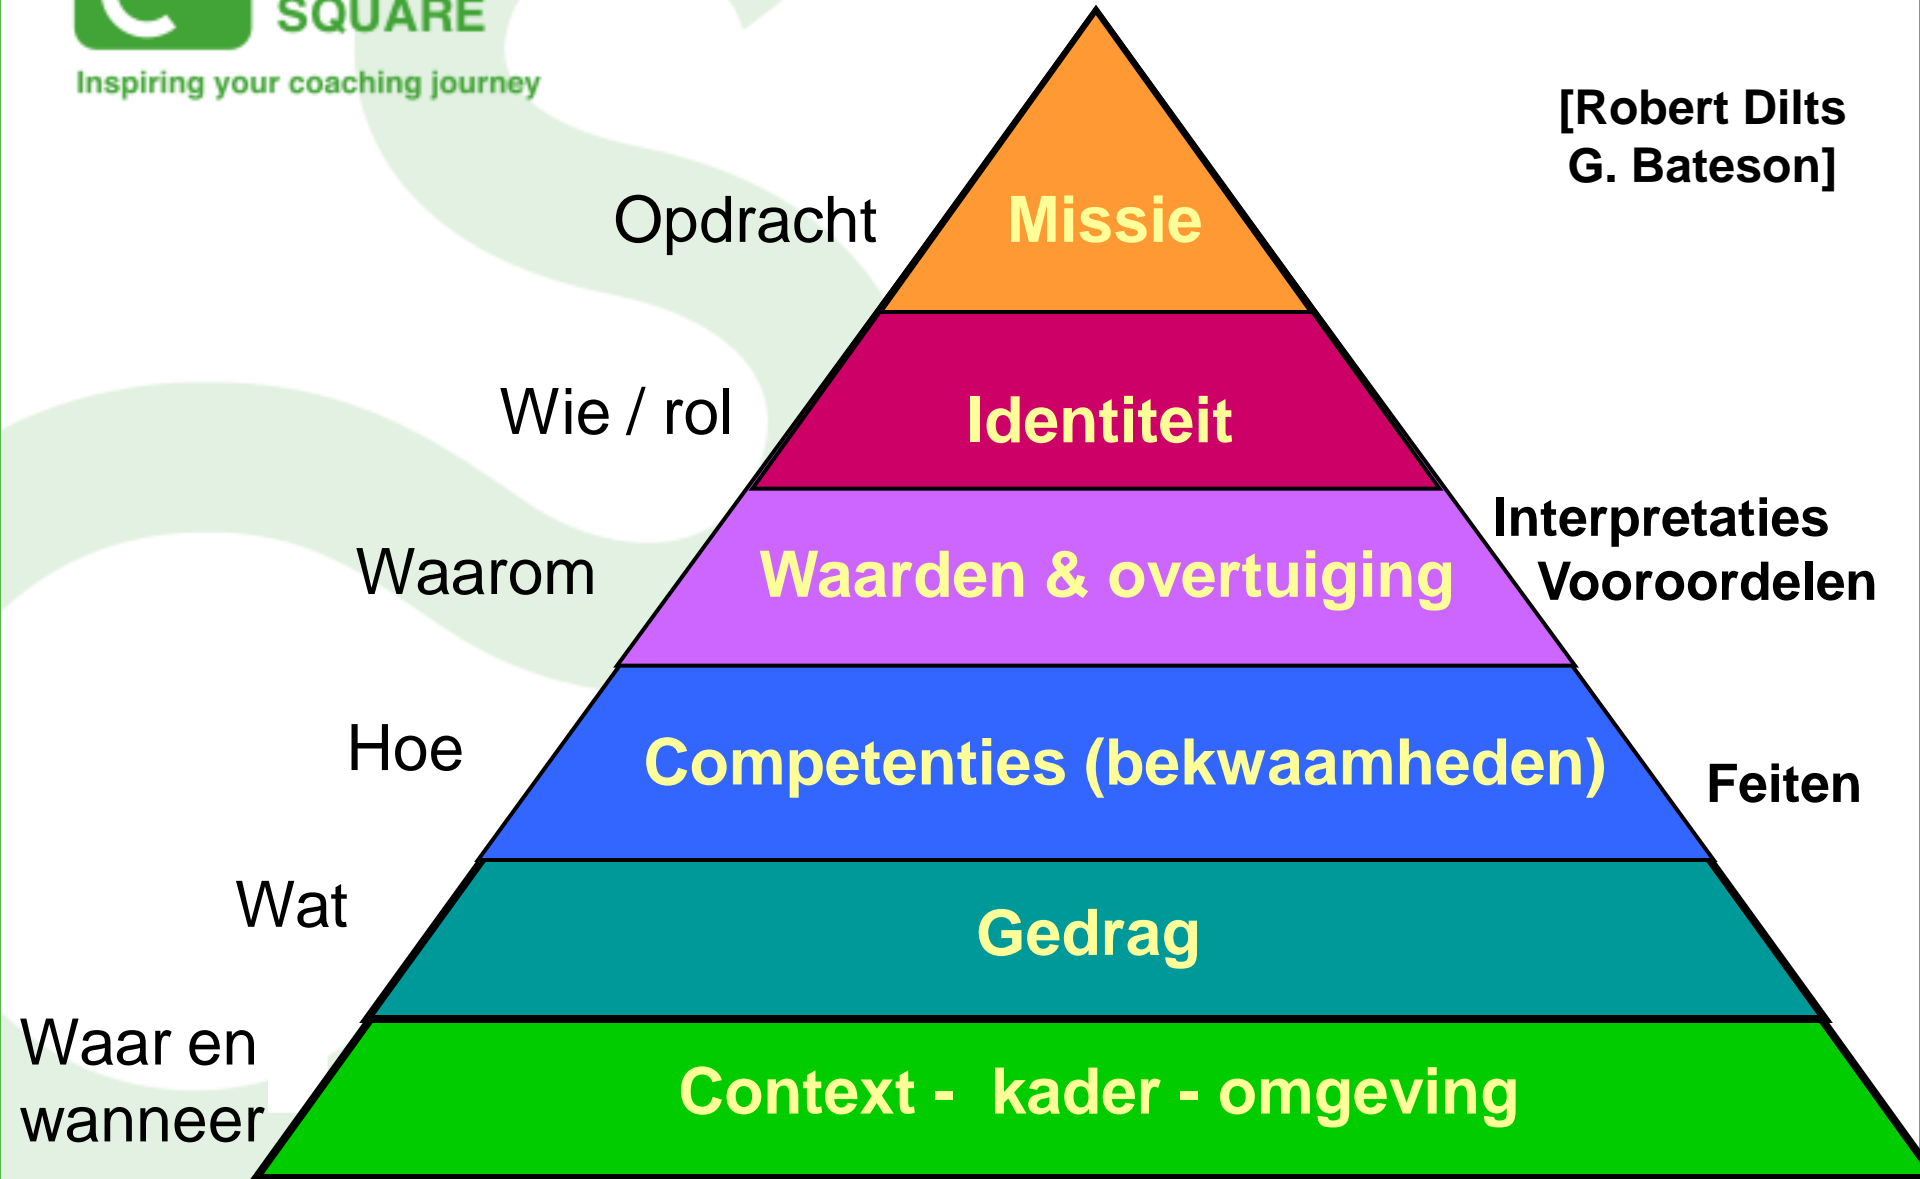 SQUARE
Inspiring your coaching journey
[Robert Dilts
G. Bateson]
Opdracht
Missie
Wie / rol
Identiteit
Waarom
Waarden & overtuiging
Interpretaties
Vooroordelen
Hoe
Competenties (bekwaamheden)
Feiten
Wat
Gedrag
Waar en
wanneer
Context - kader - omgeving